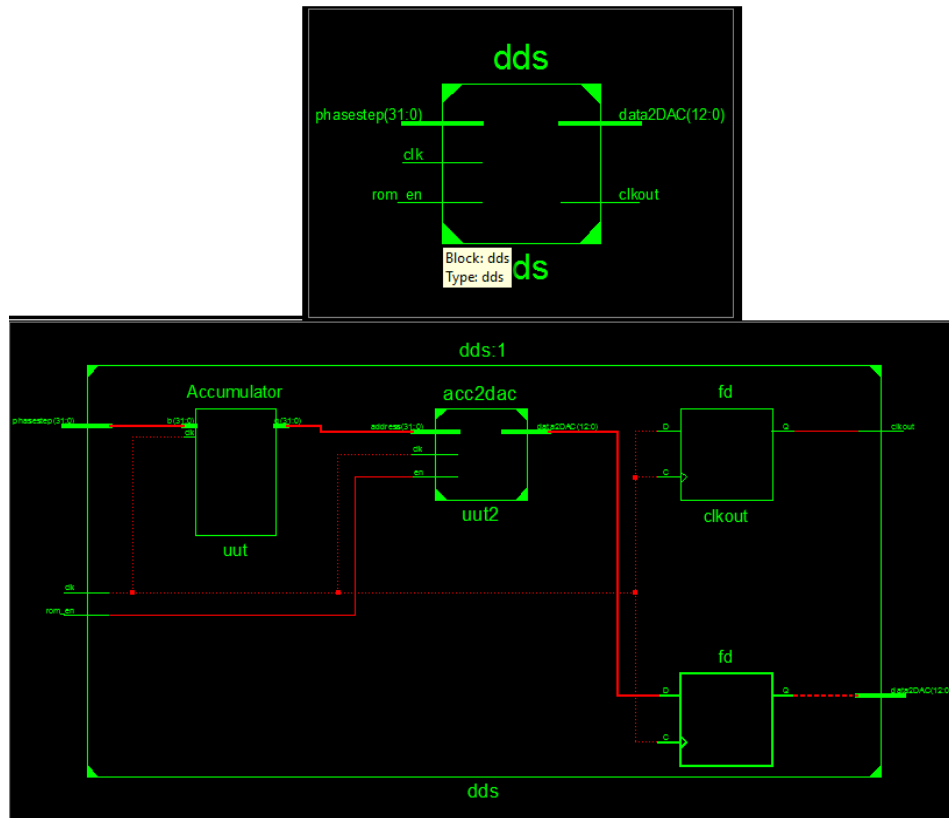 dds
phasestep(31:0)
data2DAC(12:0)
clk
rom_en
clkout
Block: dds
Type: dds
dds
dds:1
Accumulator
acc2dac
fd
phasestep(31:0)
b(31:0)
clk
address(31:0)
data2DAC(12:0)
clk
en
D
Q
C
clkout
uut
uut2
clkout
clk
rom_en
fd
D
Q
C
data2DAC(12:0
dds